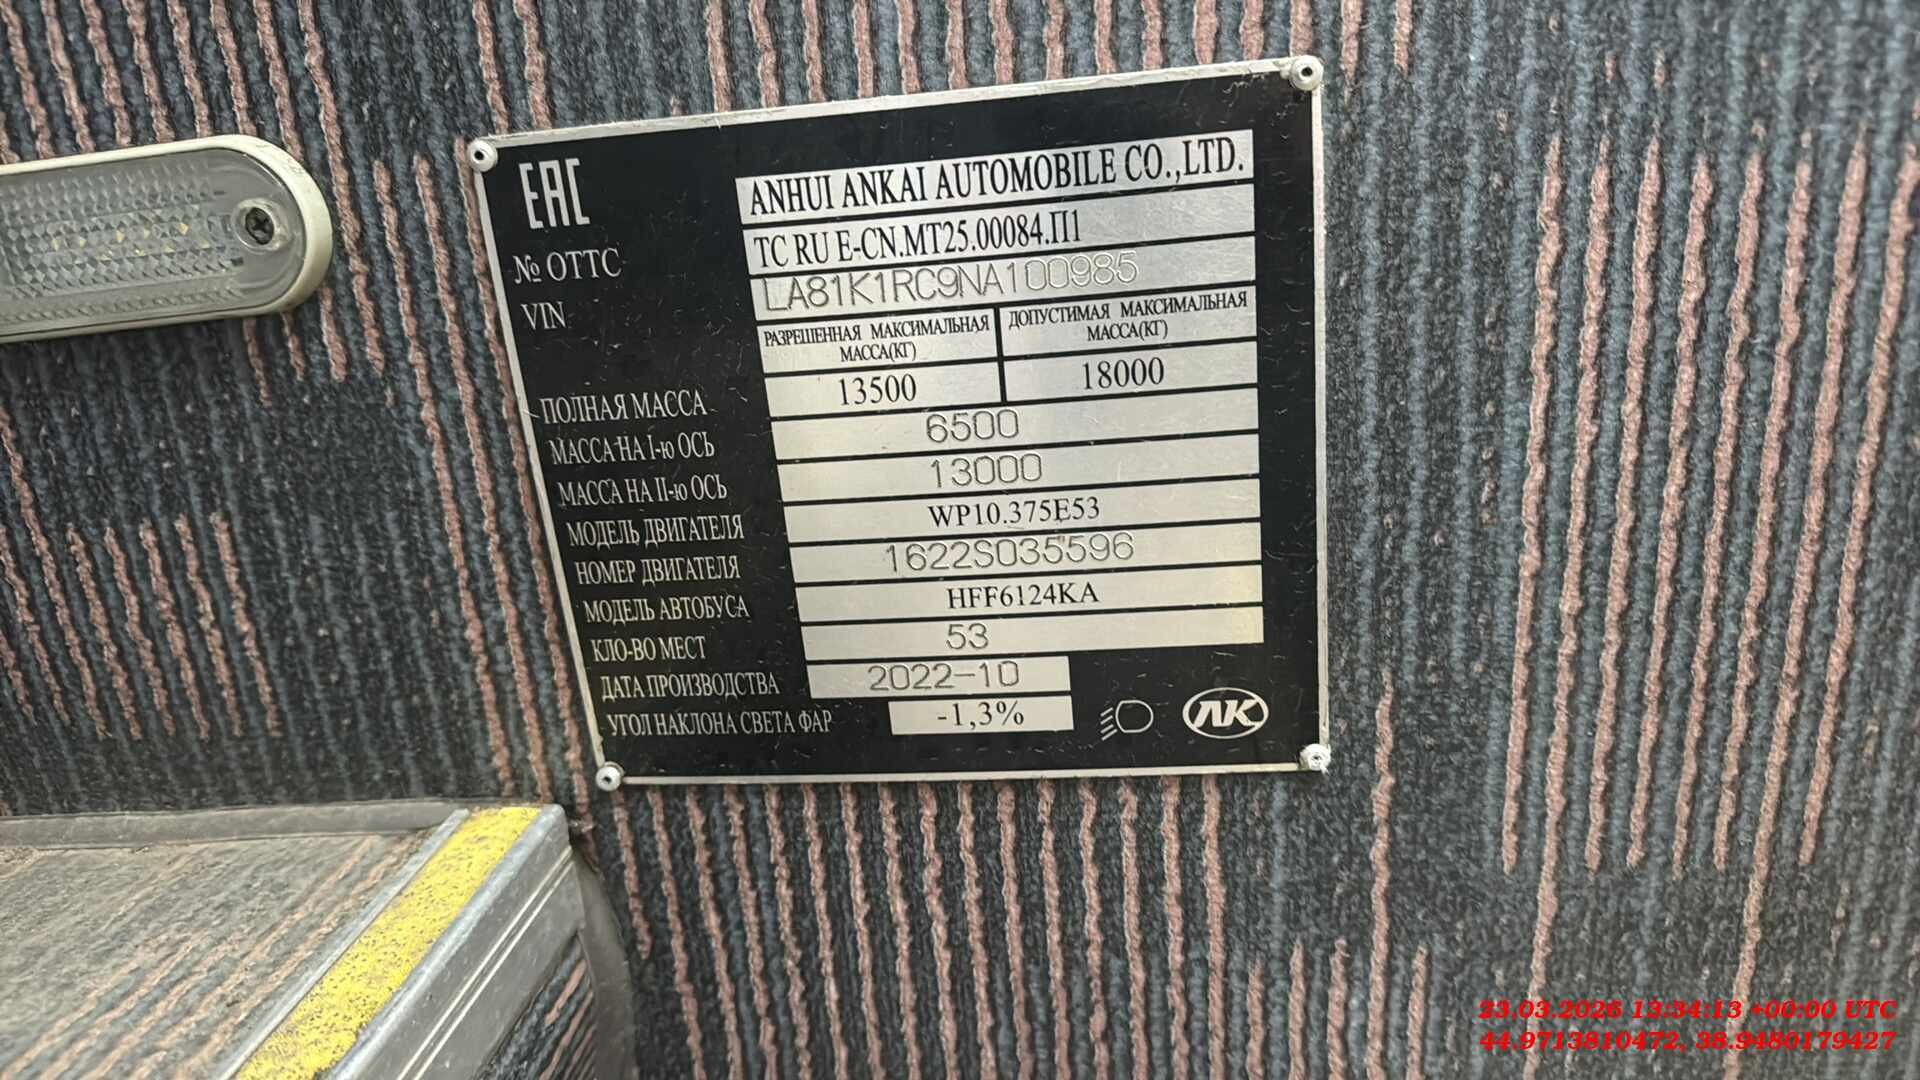 EAC
ANHUI ANKAI AUTOMOBILE CO.,LTD.
№ ОТТС TC RU E-CN.MT25.00084.П1
VIN LA81K1RC9NA100985
РАЗРЕШЕННАЯ МАКСИМАЛЬНАЯ МАССА(КГ) ДОПУСТИМАЯ МАКСИМАЛЬНАЯ МАССА(КГ)
ПОЛНАЯ МАССА 13500 18000
МАССА НА I-ю ОСЬ 6500
МАССА НА II-ю ОСЬ 13000
МОДЕЛЬ ДВИГАТЕЛЯ WP10.375E53
НОМЕР ДВИГАТЕЛЯ 1622S035596
МОДЕЛЬ АВТОБУСА HFF6124KA
КЛО-ВО МЕСТ 53
ДАТА ПРОИЗВОДСТВА 2022-10
УГОЛ НАКЛОНА СВЕТА ФАР -1,3%
AK
23.03.2026 13:34:13 +00:00 UTC
44.9713810472, 38.9480179427